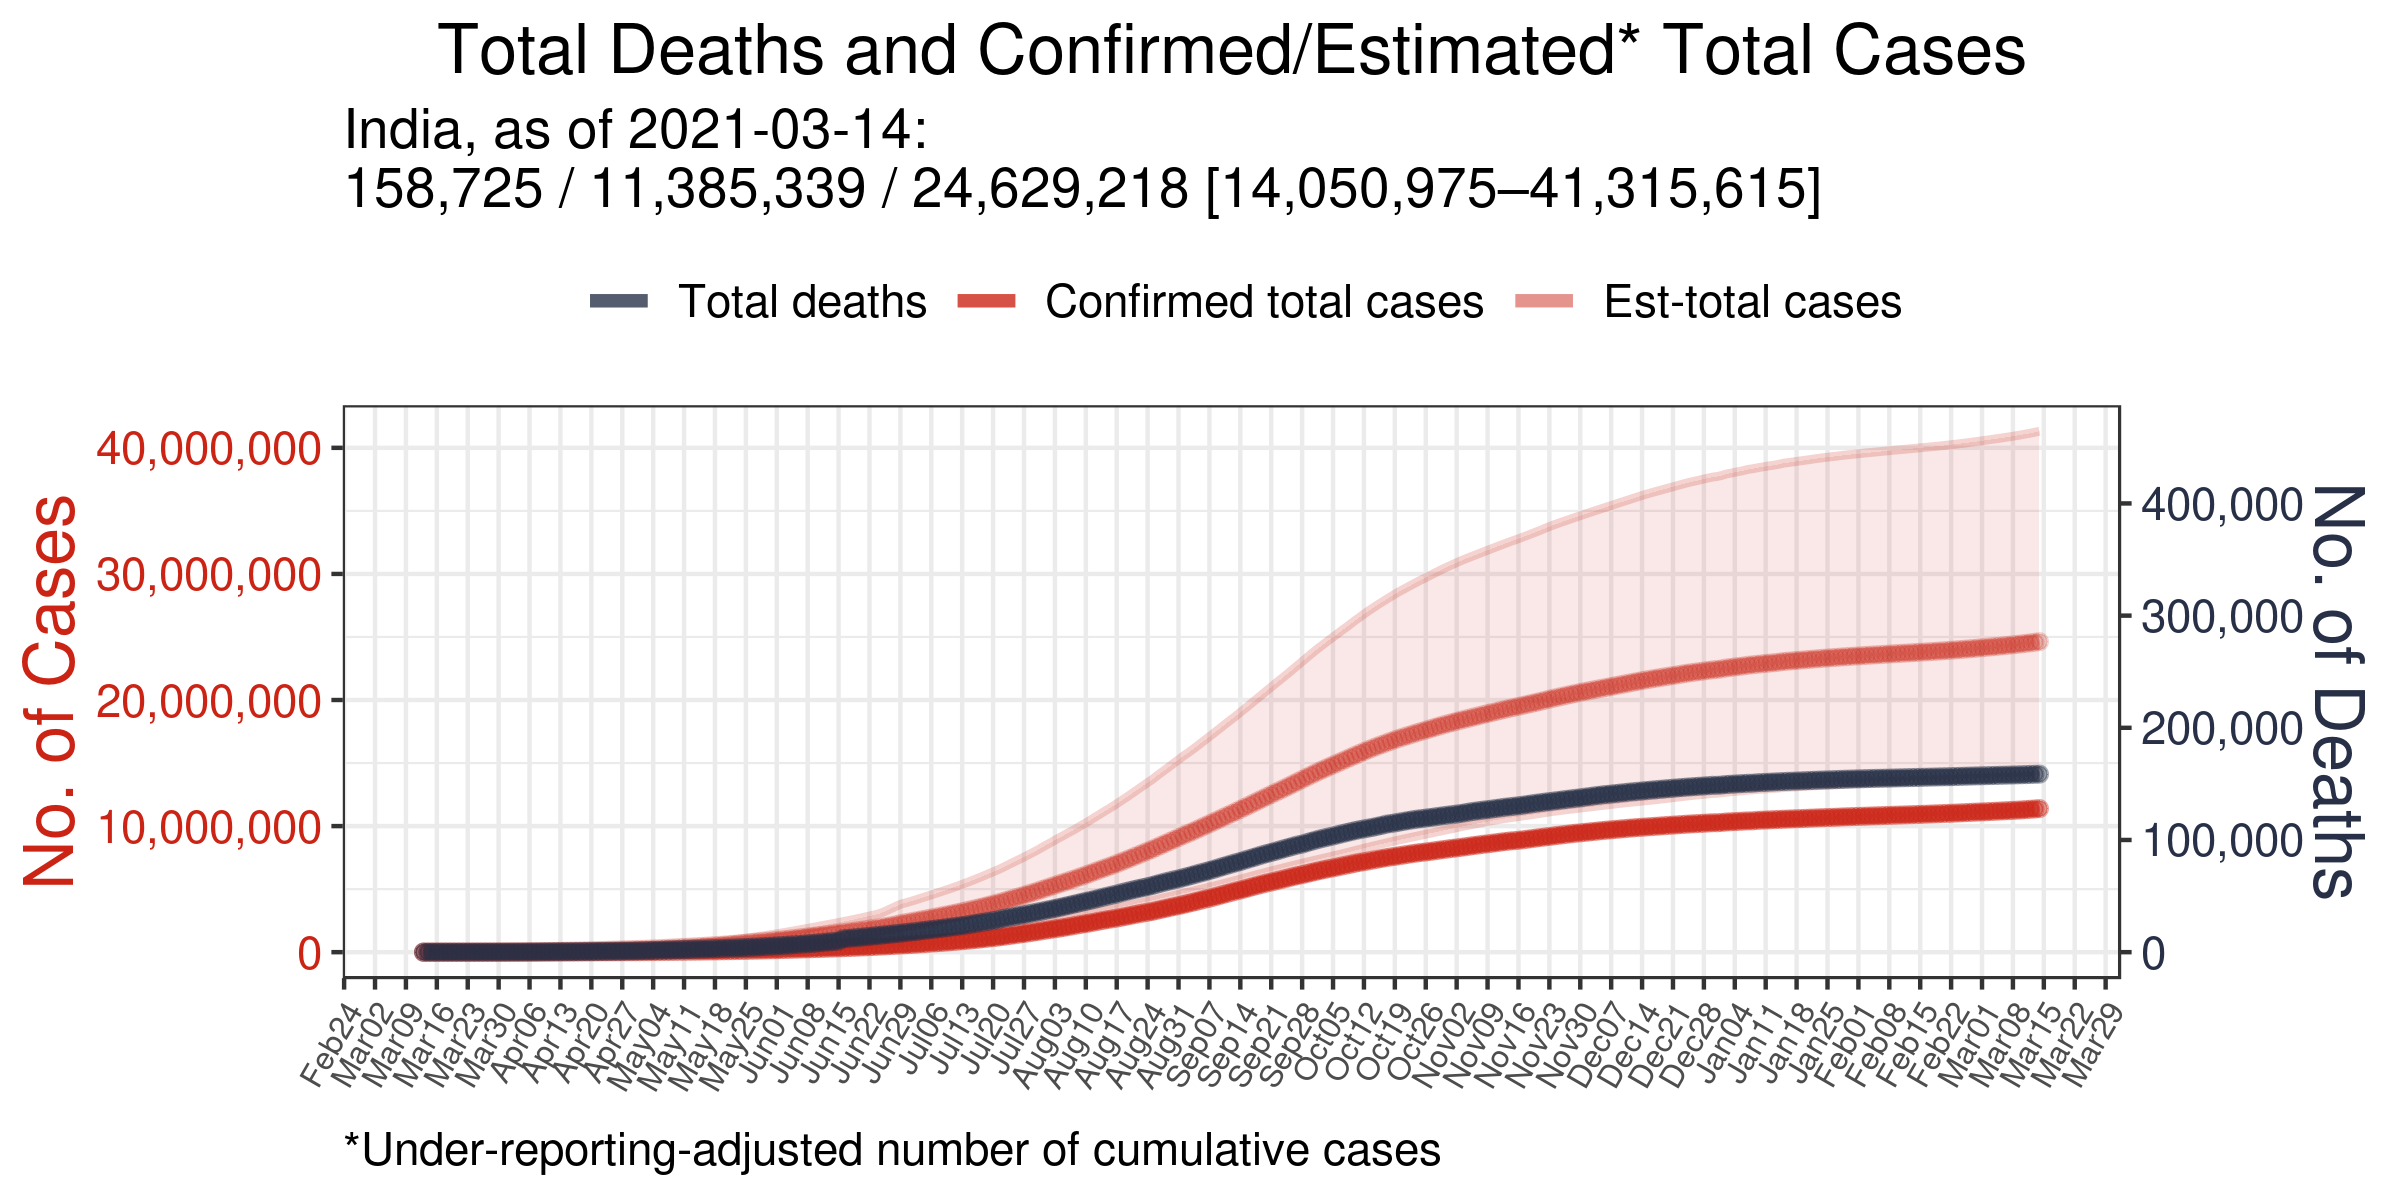 Total Deaths and Confirmed/Estimated* Total Cases
India, as of 2021-03-14:
158,725 / 11,385,339 / 24,629,218 [14,050,975–41,315,615]
Total deaths
Confirmed total cases
Est-total cases
No. of Cases
40,000,000
30,000,000
20,000,000
10,000,000
0
No. of Deaths
400,000
300,000
200,000
100,000
0
Feb24
Mar02
Mar09
Mar16
Mar23
Mar30
Apr06
Apr13
Apr20
Apr27
May04
May11
May18
May25
Jun01
Jun08
Jun15
Jun22
Jun29
Jul06
Jul13
Jul20
Jul27
Aug03
Aug10
Aug17
Aug24
Aug31
Sep07
Sep14
Sep21
Sep28
Oct05
Oct12
Oct19
Oct26
Nov02
Nov09
Nov16
Nov23
Nov30
Dec07
Dec14
Dec21
Dec28
Jan04
Jan11
Jan18
Jan25
Feb01
Feb08
Feb15
Feb22
Mar01
Mar08
Mar15
Mar22
Mar29
*Under-reporting-adjusted number of cumulative cases